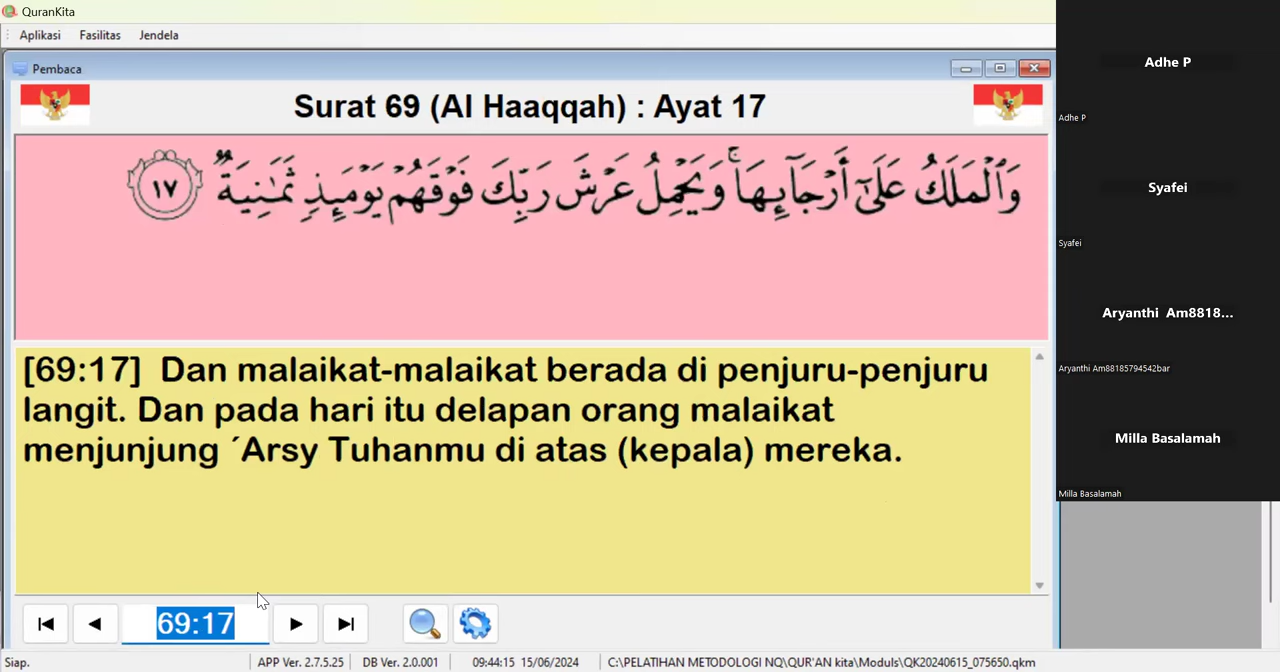 QuranKita
Aplikasi Fasilitas Jendela
Pembaca
Surat 69 (Al Haaqqah) : Ayat 17
وَٱلْمَلَكُ عَلَىٰٓ أَرْجَآئِهَا ۚ وَيَحْمِلُ عَرْشَ رَبِّكَ فَوْقَهُمْ يَوْمَئِذٍ ثَمَٰنِيَةٌ ١٧
[69:17] Dan malaikat-malaikat berada di penjuru-penjuru
langit. Dan pada hari itu delapan orang malaikat
menjunjung ´Arsy Tuhanmu di atas (kepala) mereka.
69:17
Siap. APP Ver. 2.7.5.25 DB Ver. 2.0.001 09:44:15 15/06/2024 C:\PELATIHAN METODOLOGI NQ\QUR'AN kita\Moduls\QK20240615_075650.qkm
Adhe P
Adhe P
Syafei
Syafei
Aryanthi Am8818...
Aryanthi Am88185794542bar
Milla Basalamah
Milla Basalamah